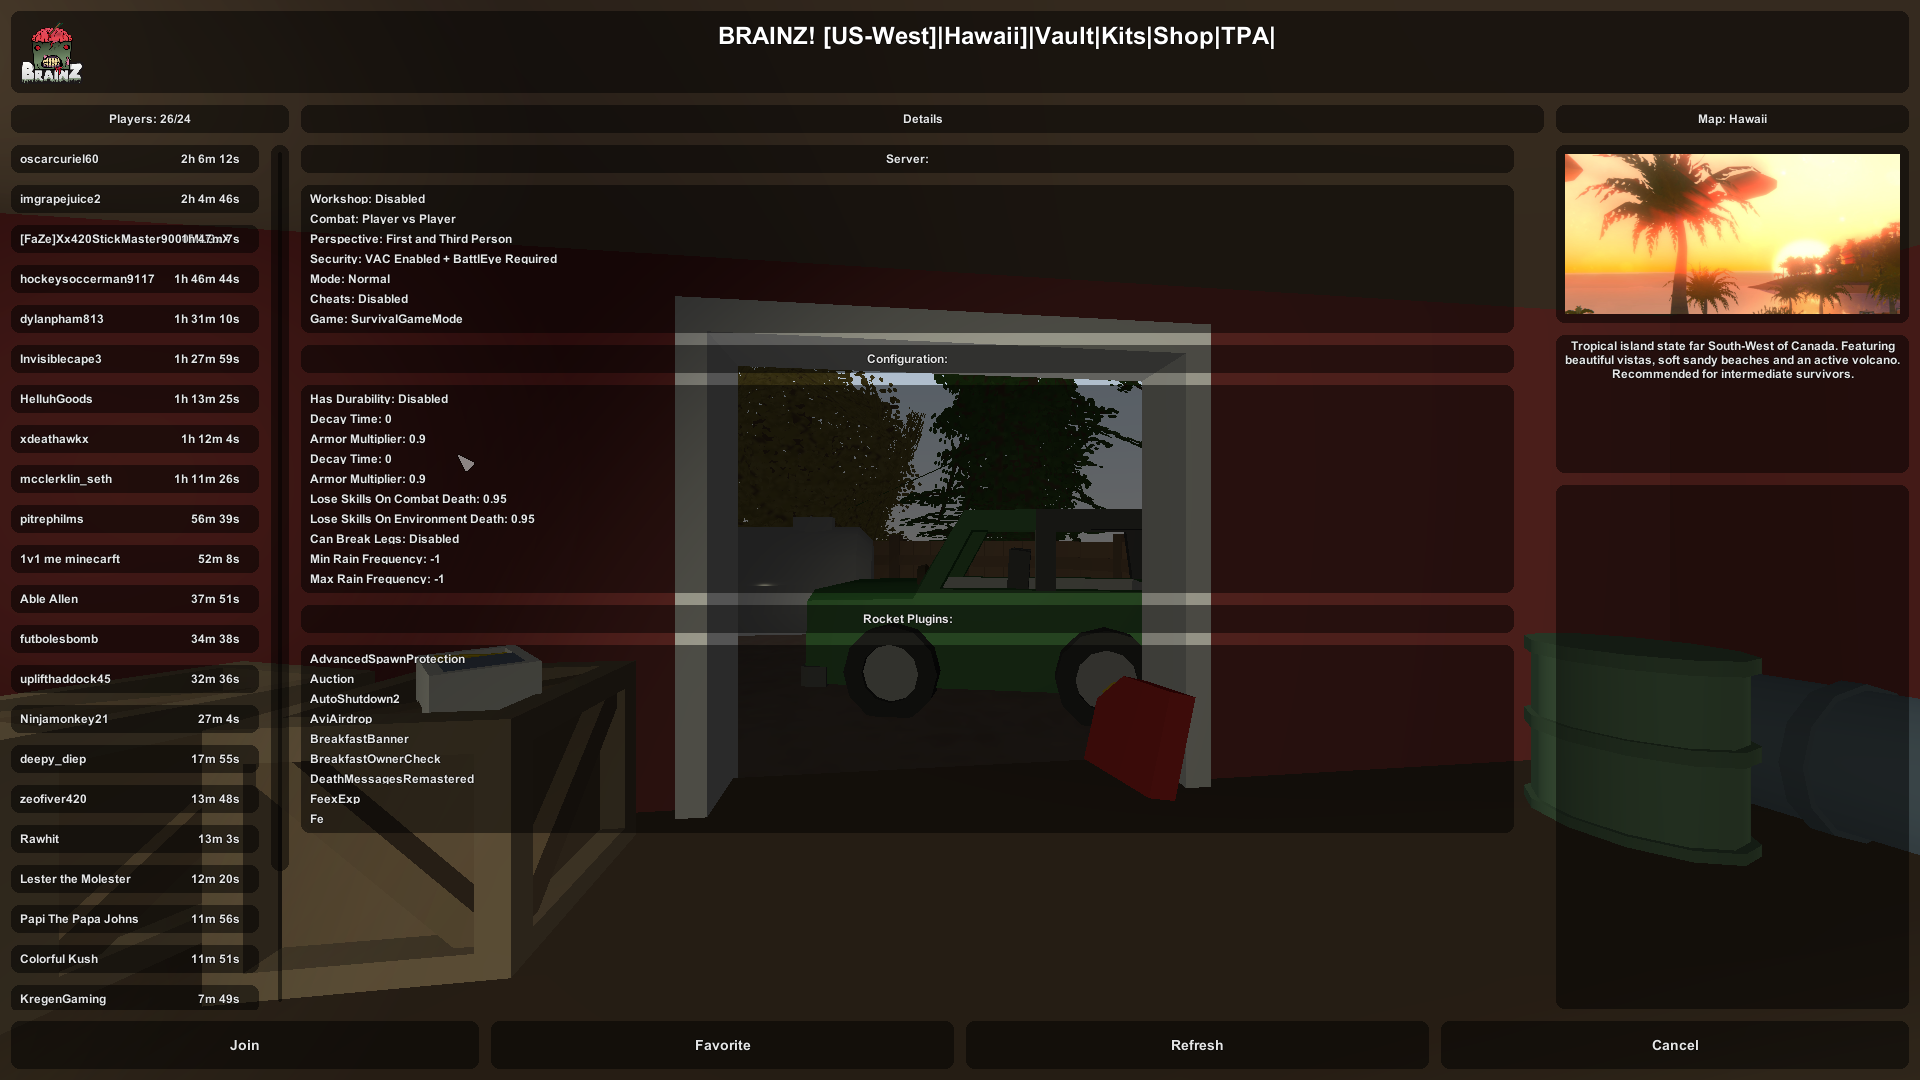 BRAINZ! [US-West]|Hawaii]|Vault|Kits|Shop|TPA|
BRAINZ
Players: 26/24
oscarcuriel60 2h 6m 12s
imgrapejuice2 2h 4m 46s
hockeysoccerman9117 1h 46m 44s
dylanpham813 1h 31m 10s
Invisiblecape3 1h 27m 59s
HelluhGoods 1h 13m 25s
xdeathawkx 1h 12m 4s
mcclerklin_seth 1h 11m 26s
pitrephilms 56m 39s
1v1 me minecarft 52m 8s
Able Allen 37m 51s
futbolesbomb 34m 38s
uplifthaddock45 32m 36s
Ninjamonkey21 27m 4s
deepy_diep 17m 55s
zeofiver420 13m 48s
Rawhit 13m 3s
Lester the Molester 12m 20s
Papi The Papa Johns 11m 56s
Colorful Kush 11m 51s
KregenGaming 7m 49s
Details
Server:
Workshop: Disabled
Combat: Player vs Player
Perspective: First and Third Person
Security: VAC Enabled + BattlEye Required
Mode: Normal
Cheats: Disabled
Game: SurvivalGameMode
Configuration:
Has Durability: Disabled
Decay Time: 0
Armor Multiplier: 0.9
Decay Time: 0
Armor Multiplier: 0.9
Lose Skills On Combat Death: 0.95
Lose Skills On Environment Death: 0.95
Can Break Legs: Disabled
Min Rain Frequency: -1
Max Rain Frequency: -1
Rocket Plugins:
AdvancedSpawnProtection
Auction
AutoShutdown2
AviAirdrop
BreakfastBanner
BreakfastOwnerCheck
DeathMessagesRemastered
FeexExp
Fe
Map: Hawaii
Tropical island state far South-West of Canada. Featuring
beautiful vistas, soft sandy beaches and an active volcano.
Recommended for intermediate survivors.
Join
Favorite
Refresh
Cancel